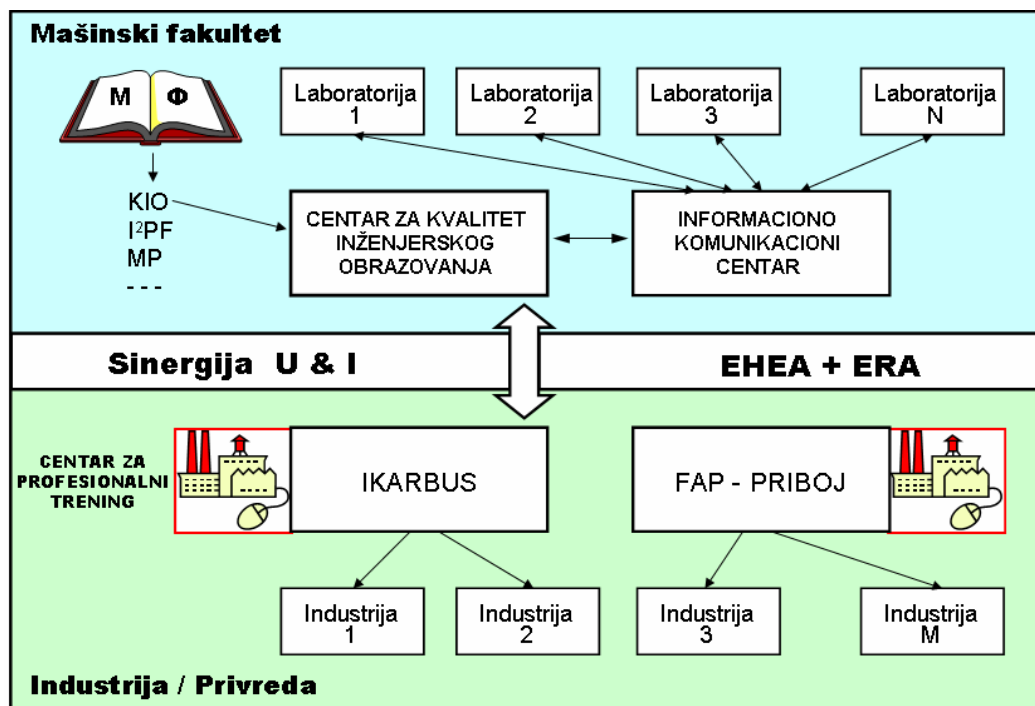 Mašinski fakultet
М Ф
Laboratorija
1
Laboratorija
2
Laboratorija
3
Laboratorija
N
KIO
I²PF
MP
- - -
CENTAR ZA KVALITET
INŽENJERSKOG
OBRAZOVANJA
INFORMACIONO
KOMUNIKACIONI
CENTAR
Sinergija U & I
EHEA + ERA
CENTAR ZA
PROFESIONALNI
TRENING
IKARBUS
FAP - PRIBOJ
Industrija
1
Industrija
2
Industrija
3
Industrija
M
Industrija / Privreda